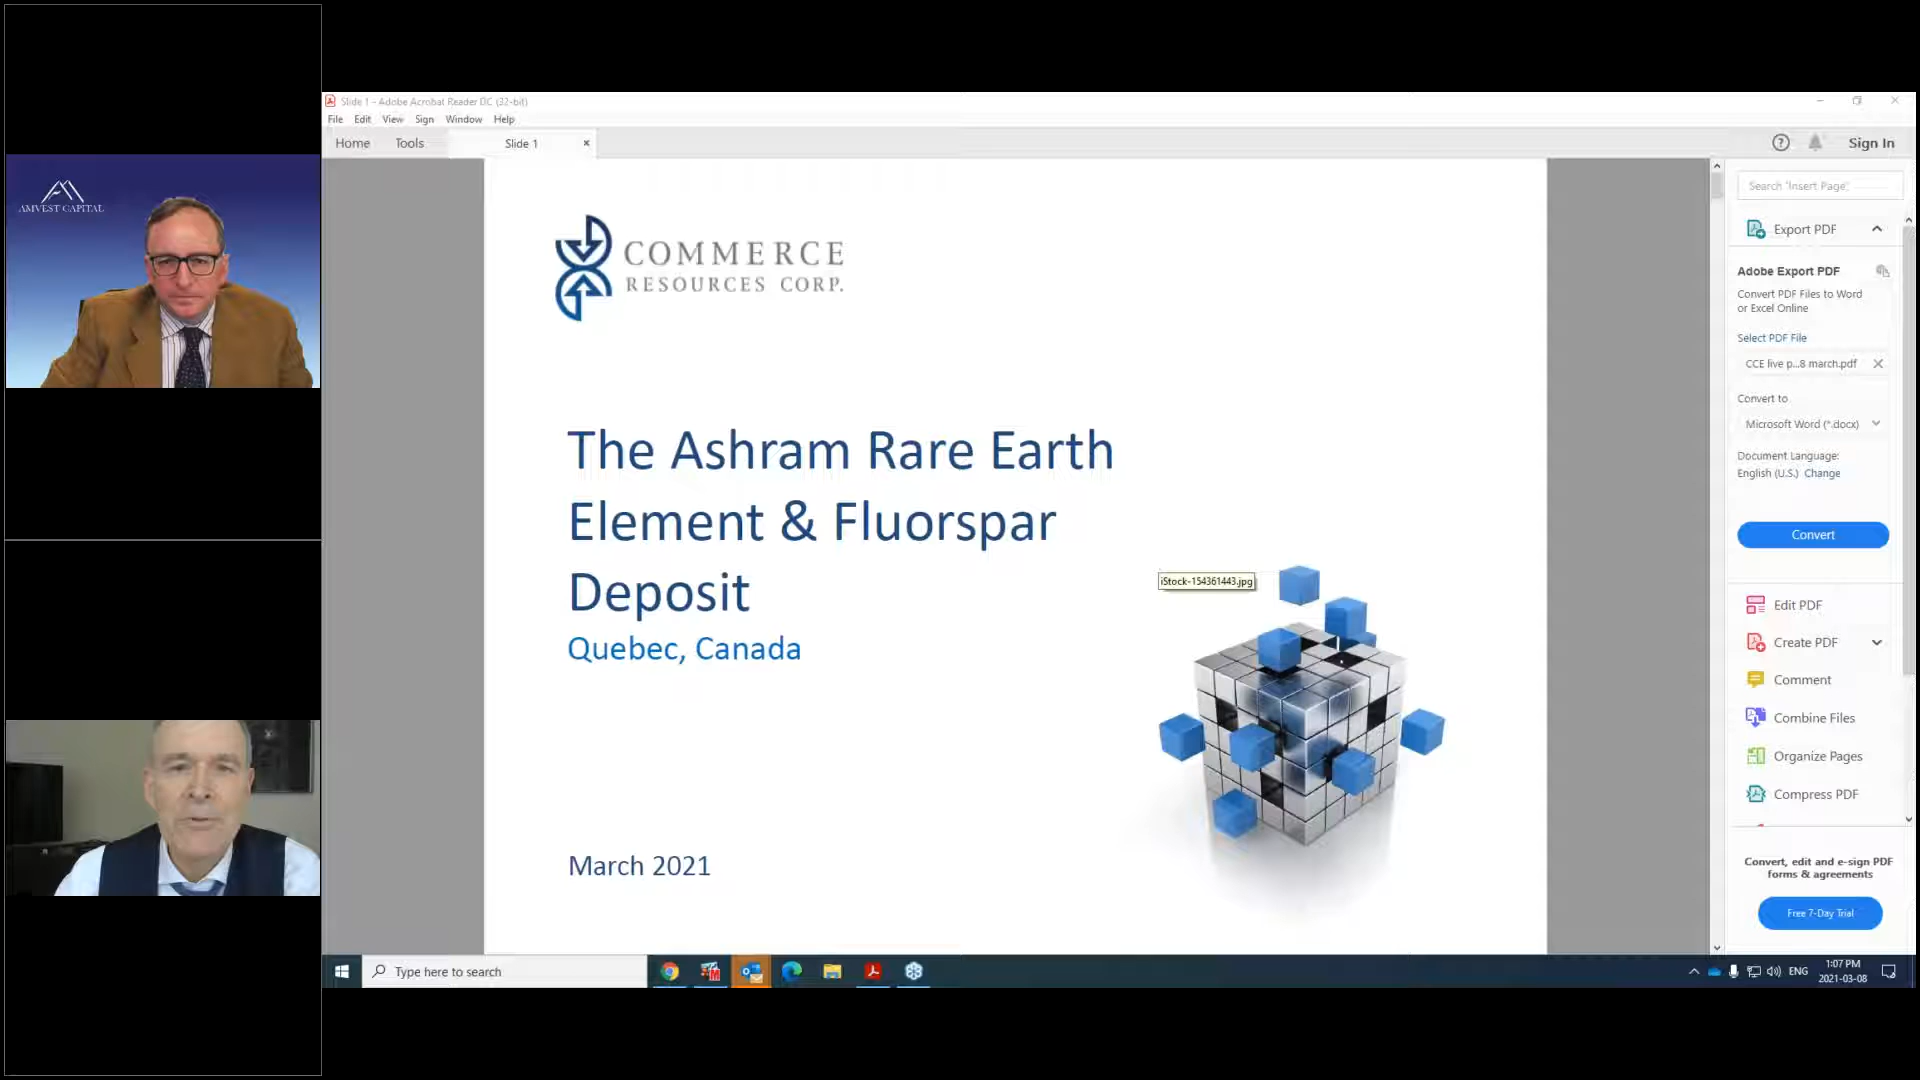 AMVEST CAPITAL
Slide 1 - Adobe Acrobat Reader DC (32-bit)
File Edit View Sign Window Help
Home Tools Slide 1 ×
Sign In
COMMERCE
RESOURCES CORP.
The Ashram Rare Earth
Element & Fluorspar
Deposit
Quebec, Canada
iStock-154361443.jpg
March 2021
Search "Insert Page"
Export PDF
Adobe Export PDF
Convert PDF Files to Word
or Excel Online
Select PDF File
CCE live p...8 march.pdf
Convert to
Microsoft Word (*.docx)
Document Language:
English (U.S.) Change
Convert
Edit PDF
Create PDF
Comment
Combine Files
Organize Pages
Compress PDF
Convert, edit and e-sign PDF
forms & agreements
Free 7-Day Trial
Type here to search
ENG
1:07 PM
2021-03-08